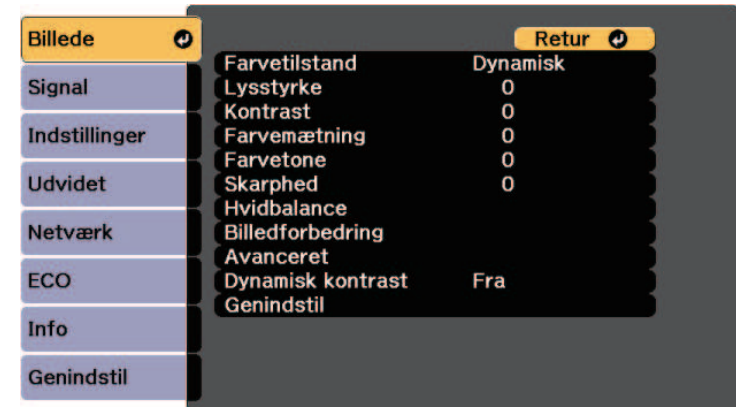 Billede
Signal
Indstillinger
Udvidet
Netværk
ECO
Info
Genindstil
Retur
Farvetilstand Dynamisk
Lysstyrke 0
Kontrast 0
Farvemætning 0
Farvetone 0
Skarphed 0
Hvidbalance
Billedforbedring
Avanceret
Dynamisk kontrast Fra
Genindstil